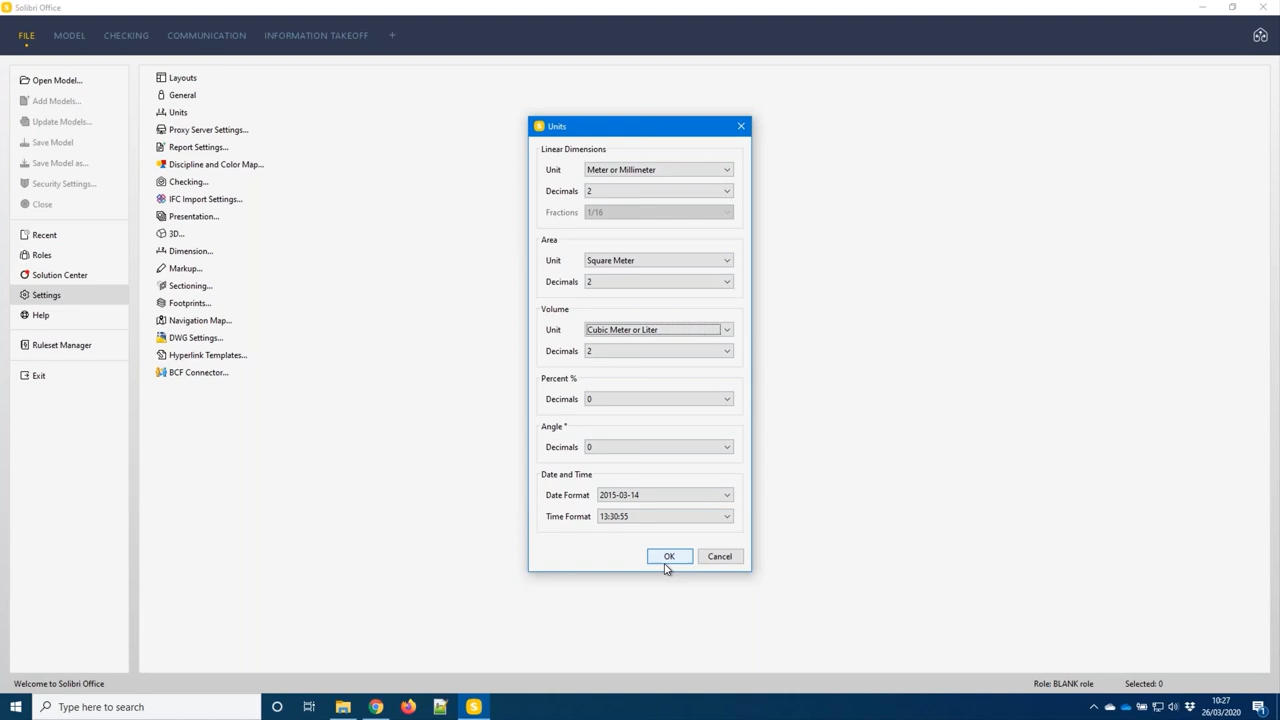 Solibri Office
FILE
MODEL
CHECKING
COMMUNICATION
INFORMATION TAKEOFF
+
Open Model...
Add Models...
Update Models...
Save Model
Save Model as...
Security Settings...
Close
Recent
Roles
Solution Center
Settings
Help
Ruleset Manager
Exit
Layouts
General
Units
Proxy Server Settings...
Report Settings...
Discipline and Color Map...
Checking...
IFC Import Settings...
Presentation...
3D...
Dimension...
Markup...
Sectioning...
Footprints...
Navigation Map...
DWG Settings...
Hyperlink Templates...
BCF Connector...
Units
Linear Dimensions
Unit Meter or Millimeter
Decimals 2
Fractions 1/16
Area
Unit Square Meter
Decimals 2
Volume
Unit Cubic Meter or Liter
Decimals 2
Percent %
Decimals 0
Angle °
Decimals 0
Date and Time
Date Format 2015-03-14
Time Format 13:30:55
OK Cancel
Welcome to Solibri Office
Role: BLANK role
Selected: 0
Type here to search
10:27
26/03/2020